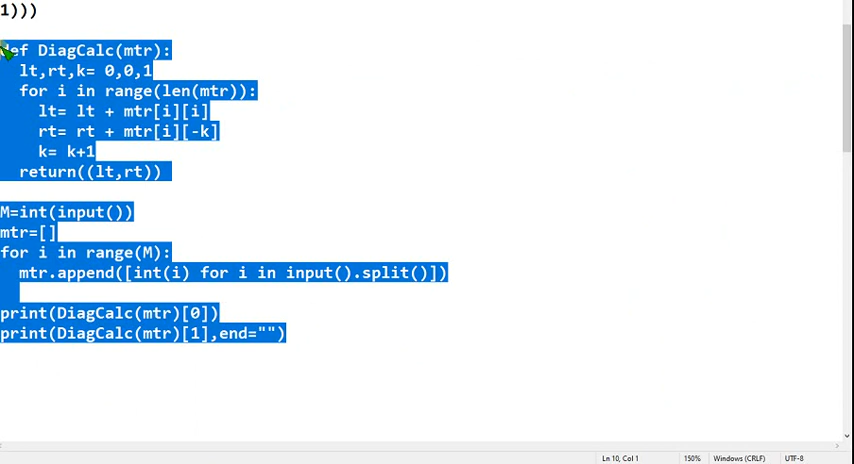 1)))
def DiagCalc(mtr):
  lt,rt,k= 0,0,1
  for i in range(len(mtr)):
    lt= lt + mtr[i][i]
    rt= rt + mtr[i][-k]
    k= k+1
  return((lt,rt))
M=int(input())
mtr=[]
for i in range(M):
  mtr.append([int(i) for i in input().split()])
print(DiagCalc(mtr)[0])
print(DiagCalc(mtr)[1],end="")
Ln 10, Col 1 150% Windows (CRLF) UTF-8